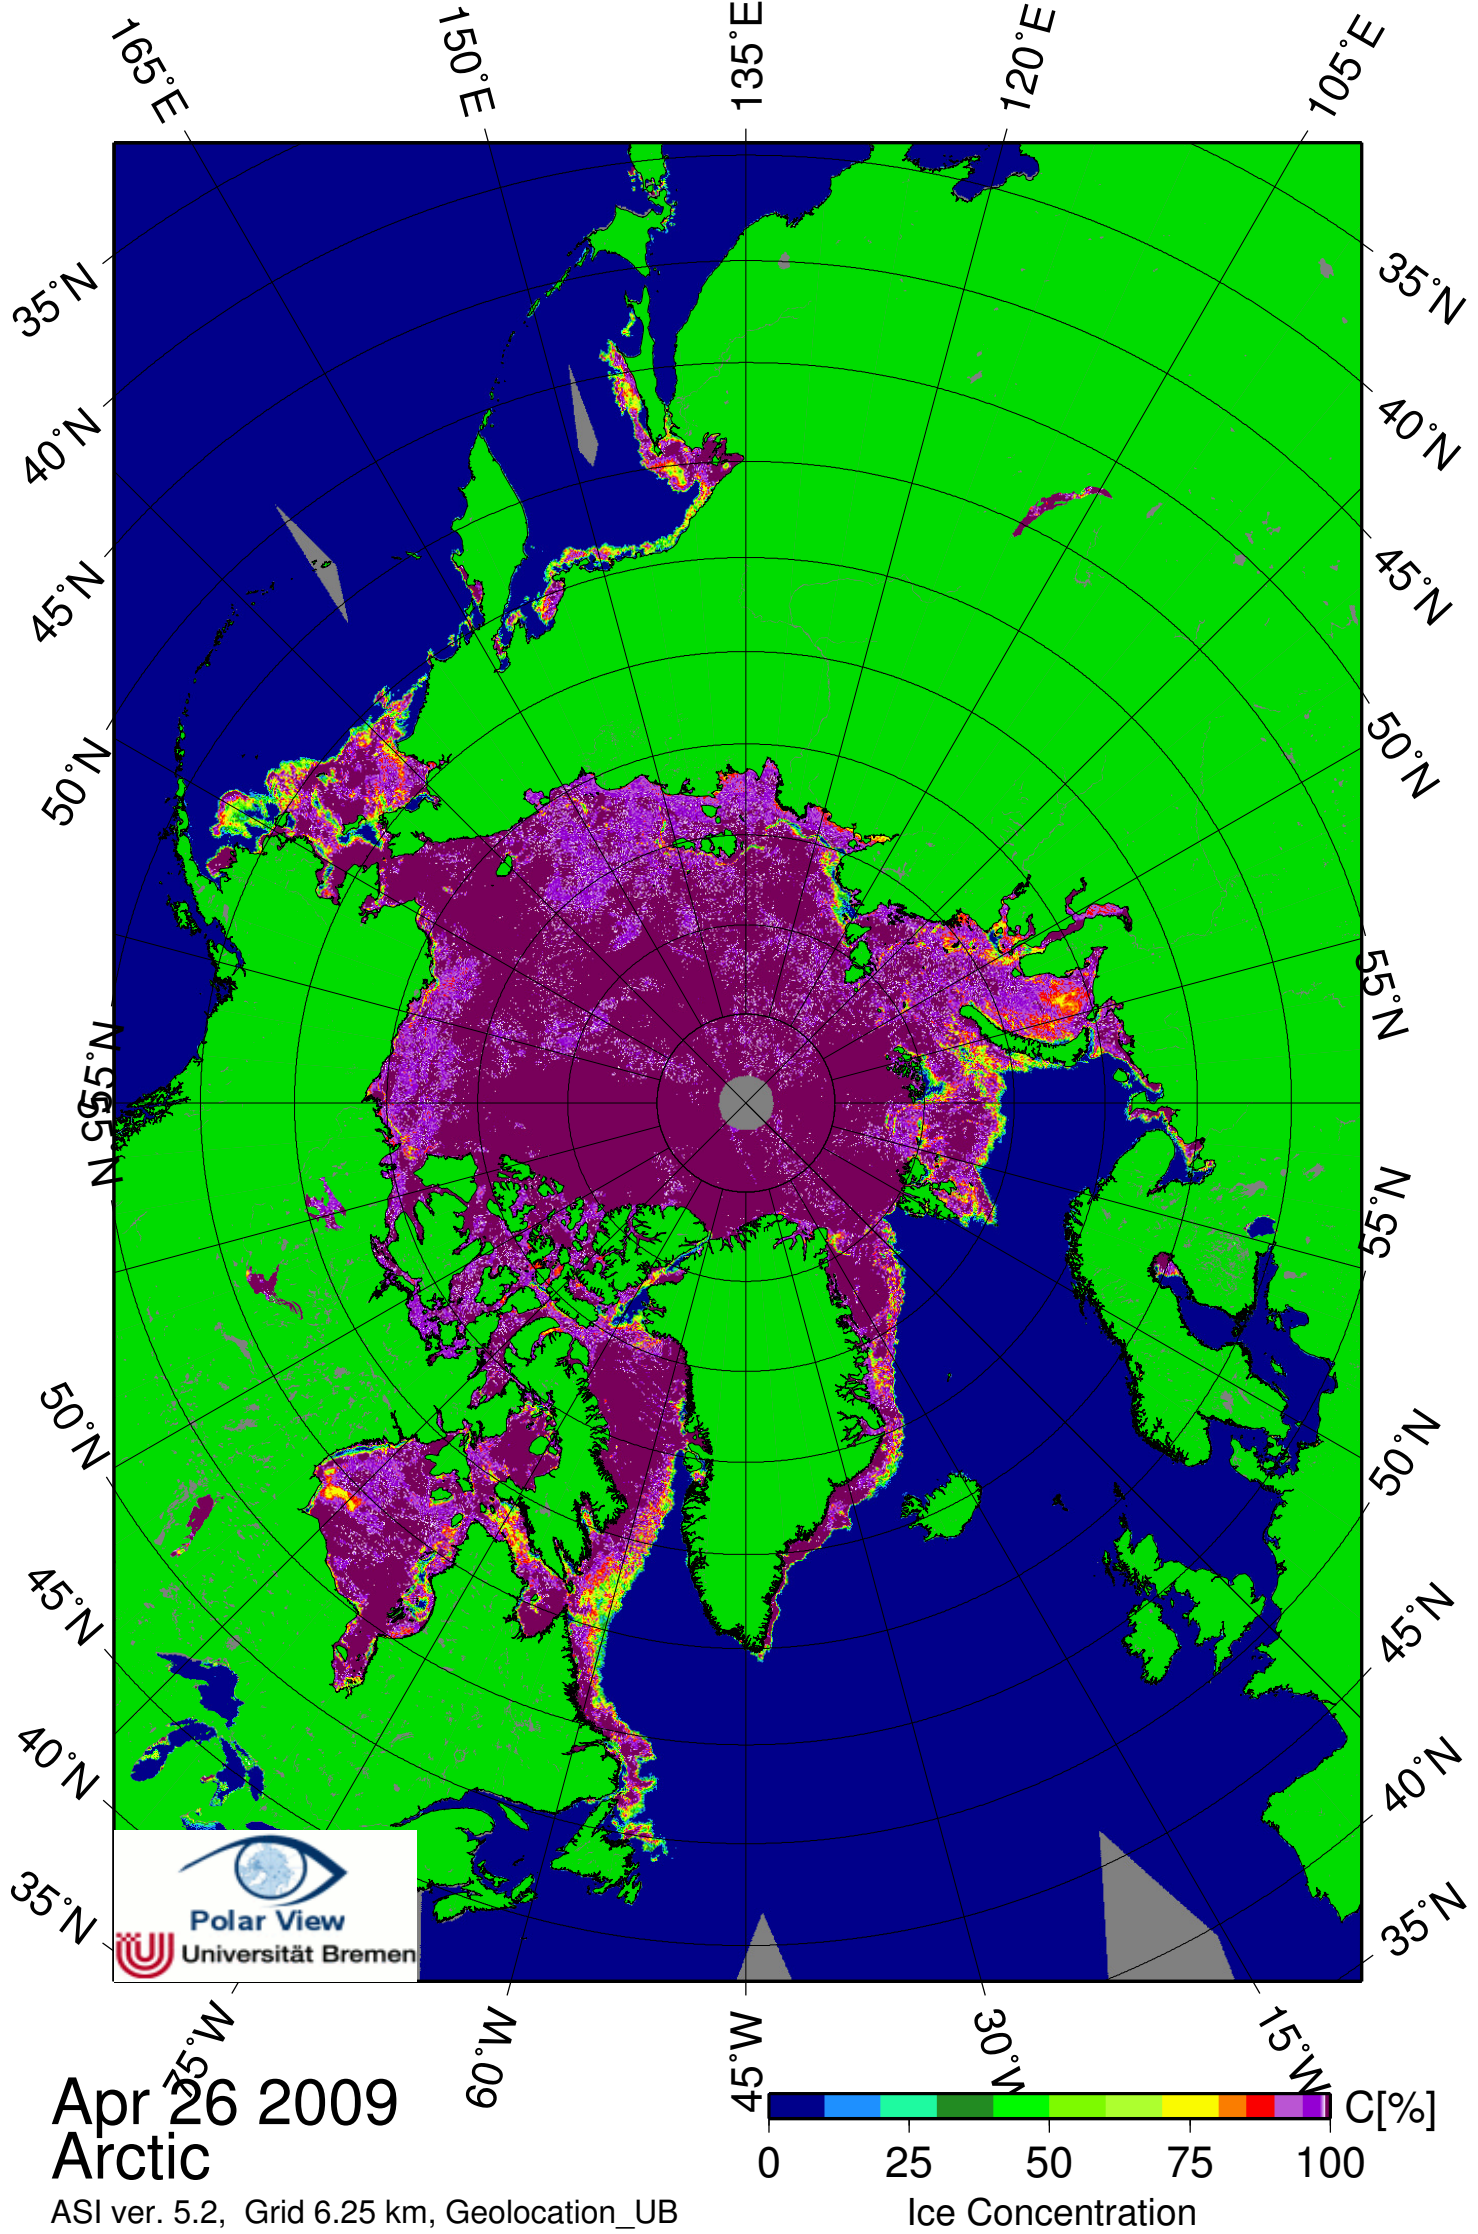 165°E 150°E 135°E 120°E 105°E
35°N 35°N
40°N 40°N
45°N 45°N
50°N 50°N
55°N 55°N
55°N 55°N
50°N 50°N
45°N 45°N
40°N 40°N
35°N 35°N
Polar View
Universität Bremen
75°W 60°W 45°W 30°W 15°W
Apr 26 2009
Arctic
ASI ver. 5.2, Grid 6.25 km, Geolocation_UB
C[%]
0 25 50 75 100
Ice Concentration